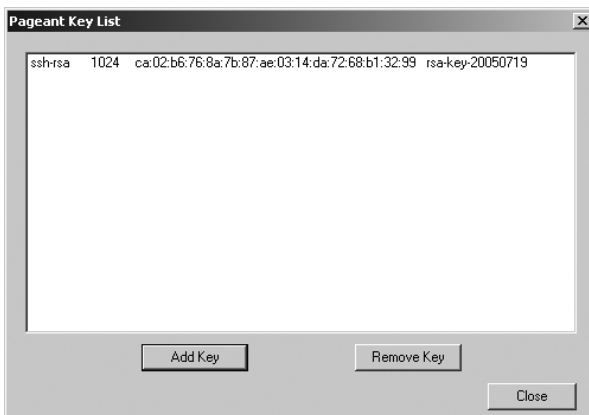 Pageant Key List
ssh-rsa 1024 ca:02:b6:76:8a:7b:87:ae:03:14:da:72:68:b1:32:99 rsa-key-20050719
Add Key Remove Key
Close